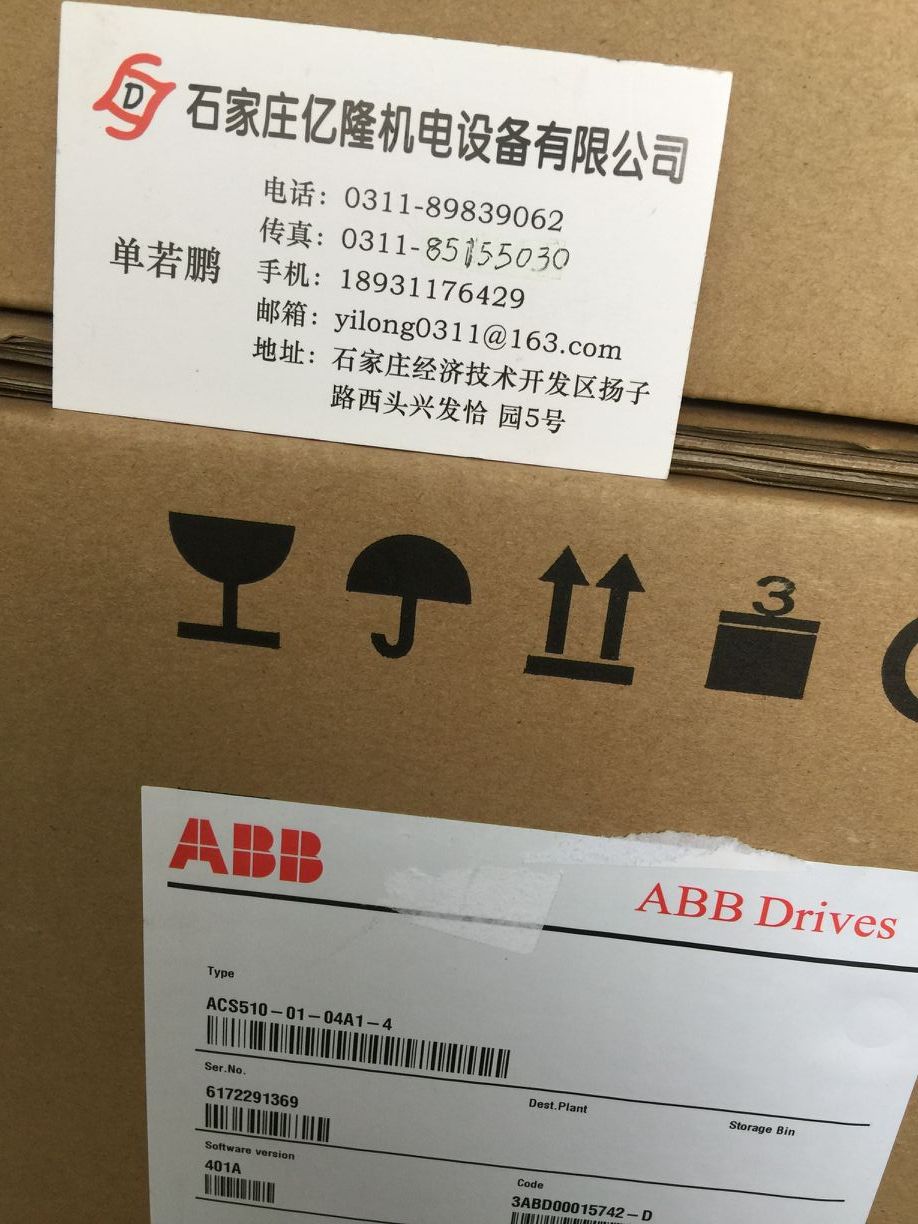 D
石家庄亿隆机电设备有限公司
电话：0311-89839062
传真：0311-85155030
单若鹏
手机：18931176429
邮箱：yilong0311@163.com
地址：石家庄经济技术开发区扬子
路西头兴发恰 园5号
3
ABB
ABB Drives
Type
ACS510-01-04A1-4
Ser.No.
6172291369
Dest.Plant
Storage Bin
Software version
401A
Code
3ABD00015742-D